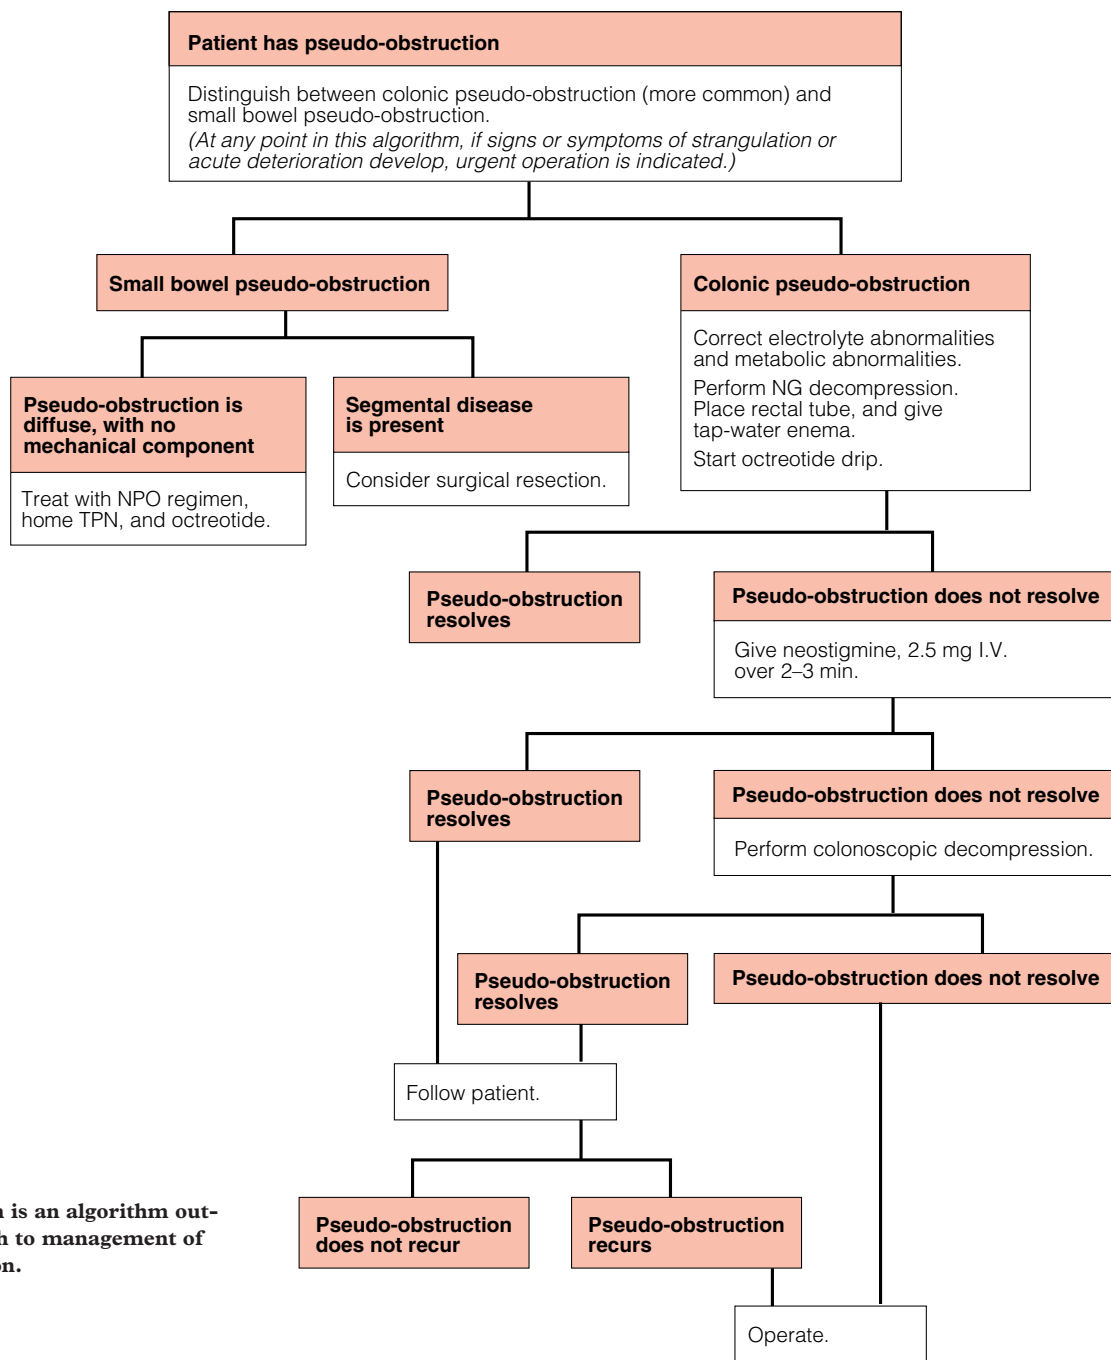 Patient has pseudo-obstruction
Distinguish between colonic pseudo-obstruction (more common) and
small bowel pseudo-obstruction.
(At any point in this algorithm, if signs or symptoms of strangulation or
acute deterioration develop, urgent operation is indicated.)
Small bowel pseudo-obstruction
Colonic pseudo-obstruction
Correct electrolyte abnormalities
and metabolic abnormalities.
Perform NG decompression.
Place rectal tube, and give
tap-water enema.
Start octreotide drip.
Pseudo-obstruction is
diffuse, with no
mechanical component
Treat with NPO regimen,
home TPN, and octreotide.
Segmental disease
is present
Consider surgical resection.
Pseudo-obstruction
resolves
Pseudo-obstruction does not resolve
Give neostigmine, 2.5 mg I.V.
over 2–3 min.
Pseudo-obstruction
resolves
Pseudo-obstruction does not resolve
Perform colonoscopic decompression.
Pseudo-obstruction
resolves
Pseudo-obstruction does not resolve
Follow patient.
Pseudo-obstruction
does not recur
Pseudo-obstruction
recurs
Operate.
is an algorithm out-
to management of